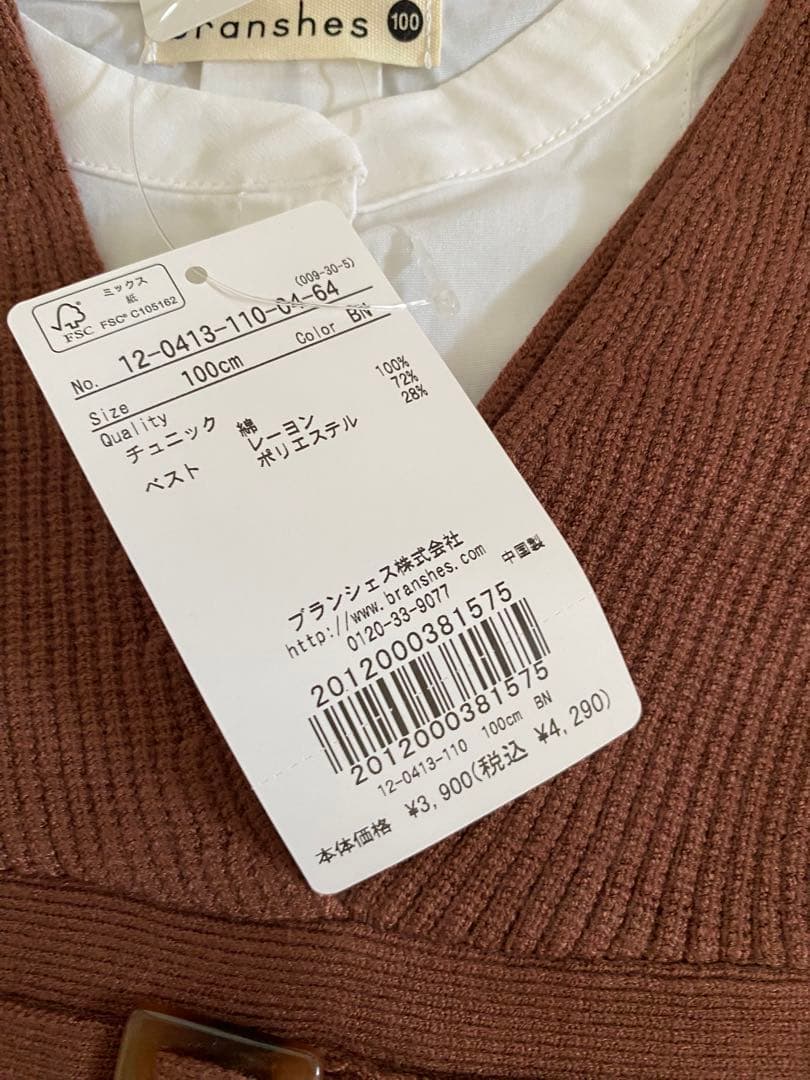 branshes 100
ミックス
紙
FSC FSC® C105162
(009-30-5)
No. 12-0413-110-04-64
Size 100cm Color BN
Quality
チュニック 綿 100%
ベスト レーヨン 72%
ポリエステル 28%
ブランシェス株式会社
http://www.branshes.com 中国製
0120-33-9077
2012000381575
2012000381575
12-0413-110 100cm BN
本体価格 ¥3,900(税込 ¥4,290)